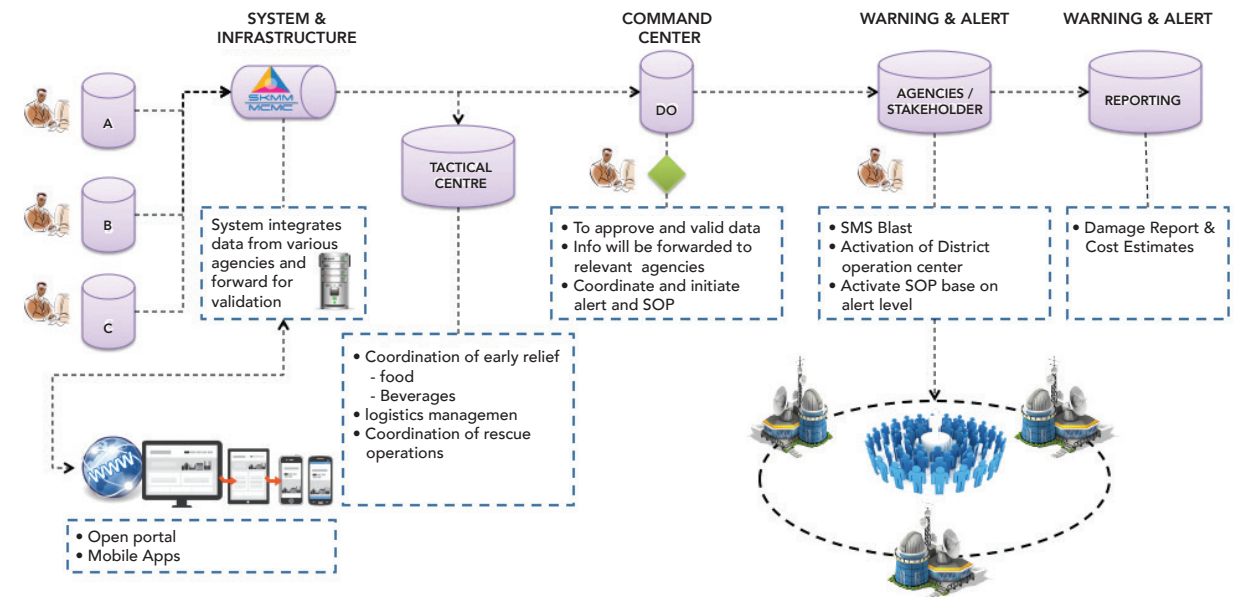 SYSTEM &
INFRASTRUCTURE
COMMAND
CENTER
WARNING & ALERT
WARNING & ALERT
A
B
C
SKMM
MCMC
TACTICAL
CENTRE
DO
AGENCIES /
STAKEHOLDER
REPORTING
System integrates
data from various
agencies and
forward for
validation
• To approve and valid data
• Info will be forwarded to
relevant agencies
• Coordinate and initiate
alert and SOP
• SMS Blast
• Activation of District
operation center
• Activate SOP base on
alert level
• Damage Report &
Cost Estimates
• Coordination of early relief
- food
- Beverages
• logistics managemen
• Coordination of rescue
operations
WWW
• Open portal
• Mobile Apps